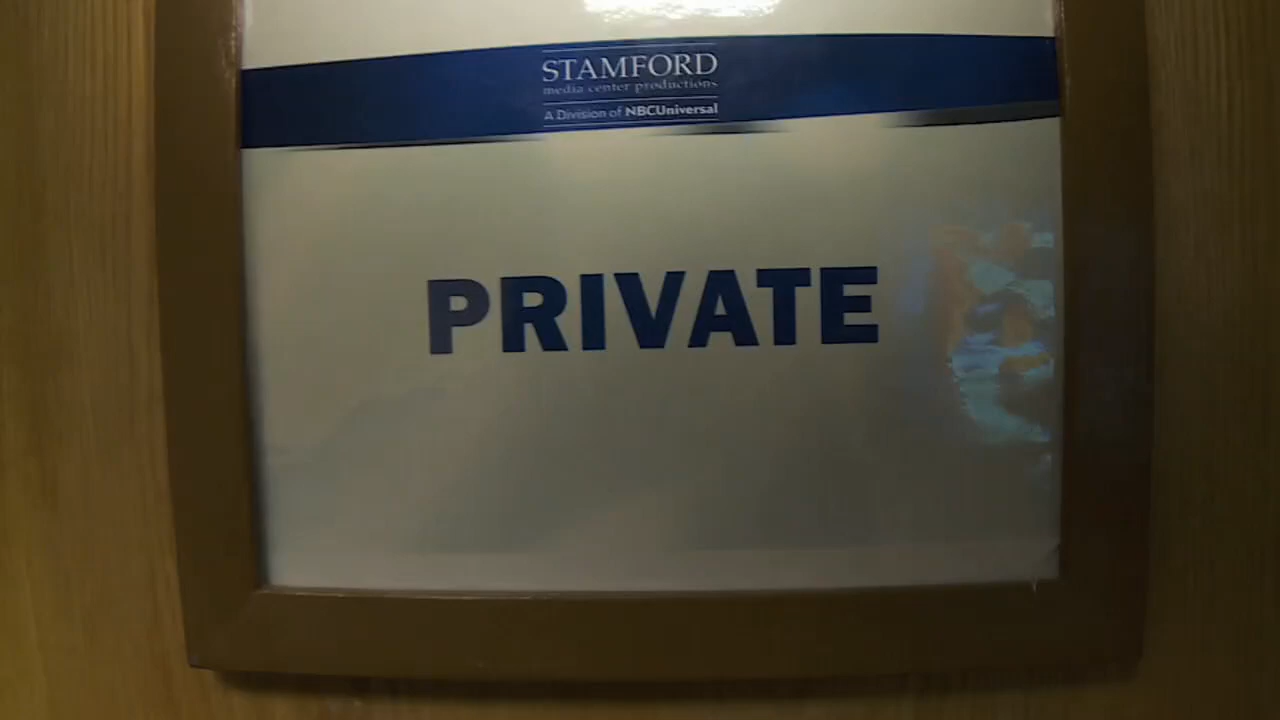 STAMFORD
media center productions
A Division of NBCUniversal
PRIVATE